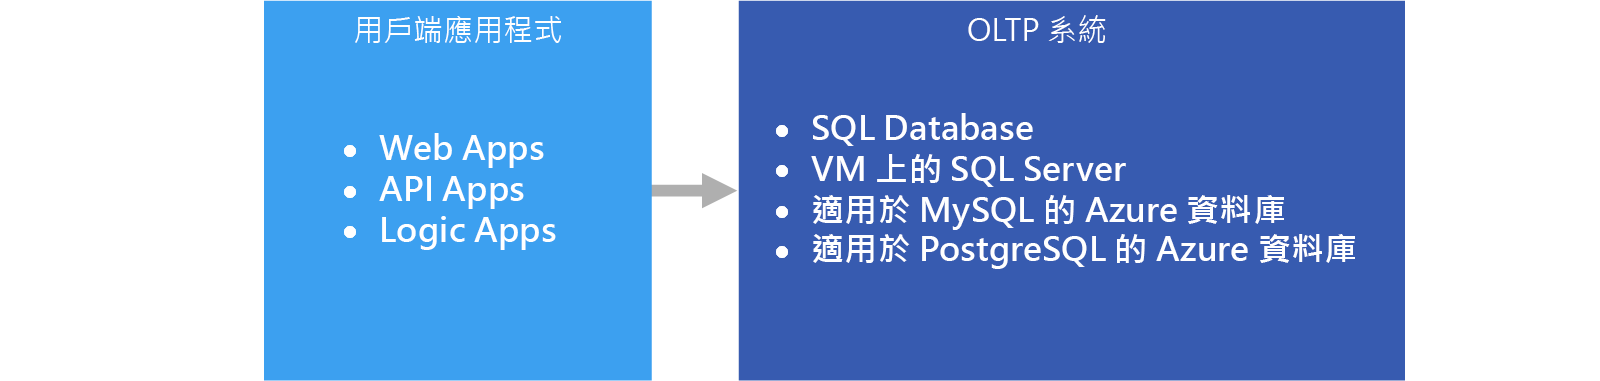 用戶端應用程式
• Web Apps
• API Apps
• Logic Apps
OLTP 系統
• SQL Database
• VM 上的 SQL Server
• 適用於 MySQL 的 Azure 資料庫
• 適用於 PostgreSQL 的 Azure 資料庫